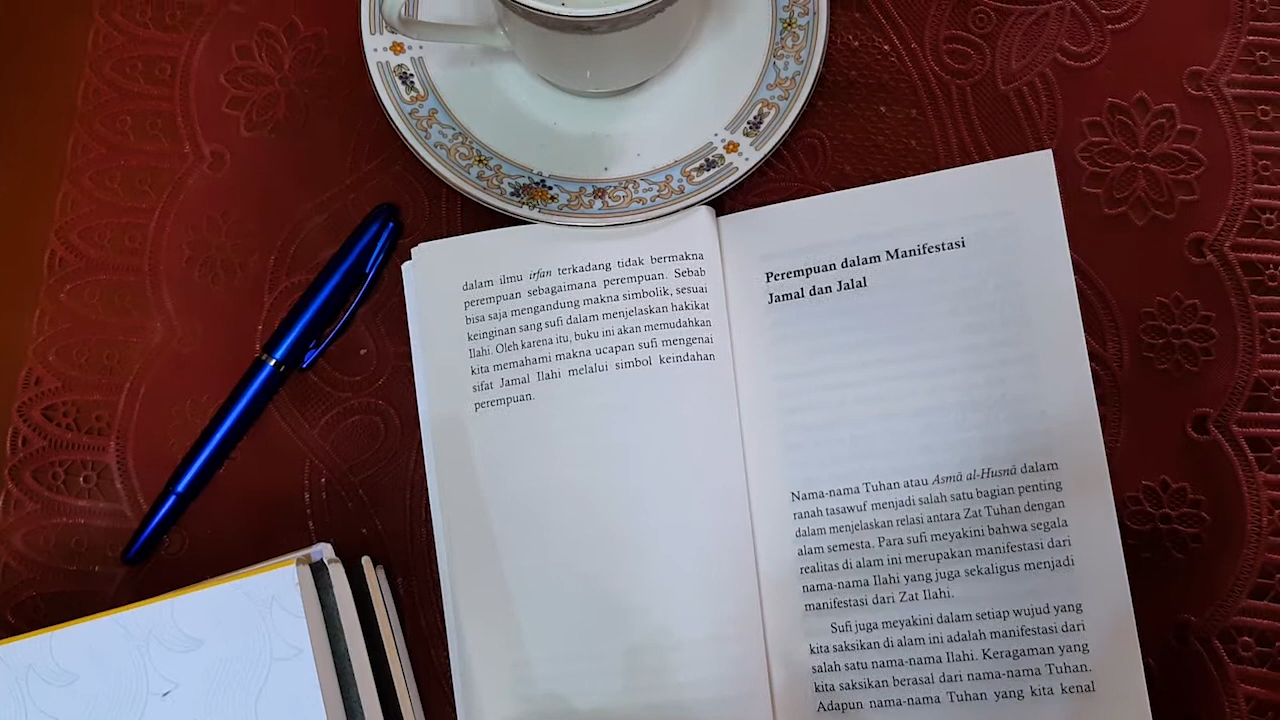 dalam ilmu irfan terkadang tidak bermakna
perempuan sebagaimana perempuan. Sebab
bisa saja mengandung makna simbolik, sesuai
keinginan sang sufi dalam menjelaskan hakikat
Ilahi. Oleh karena itu, buku ini akan memudahkan
kita memahami makna ucapan sufi mengenai
sifat Jamal Ilahi melalui simbol keindahan
perempuan.
Perempuan dalam Manifestasi
Jamal dan Jalal
Nama-nama Tuhan atau Asmā al-Husnā dalam
ranah tasawuf menjadi salah satu bagian penting
dalam menjelaskan relasi antara Zat Tuhan dengan
alam semesta. Para sufi meyakini bahwa segala
realitas di alam ini merupakan manifestasi dari
nama-nama Ilahi yang juga sekaligus menjadi
manifestasi dari Zat Ilahi.
Sufi juga meyakini dalam setiap wujud yang
kita saksikan di alam ini adalah manifestasi dari
salah satu nama-nama Ilahi. Keragaman yang
kita saksikan berasal dari nama-nama Tuhan.
Adapun nama-nama Tuhan yang kita kenal